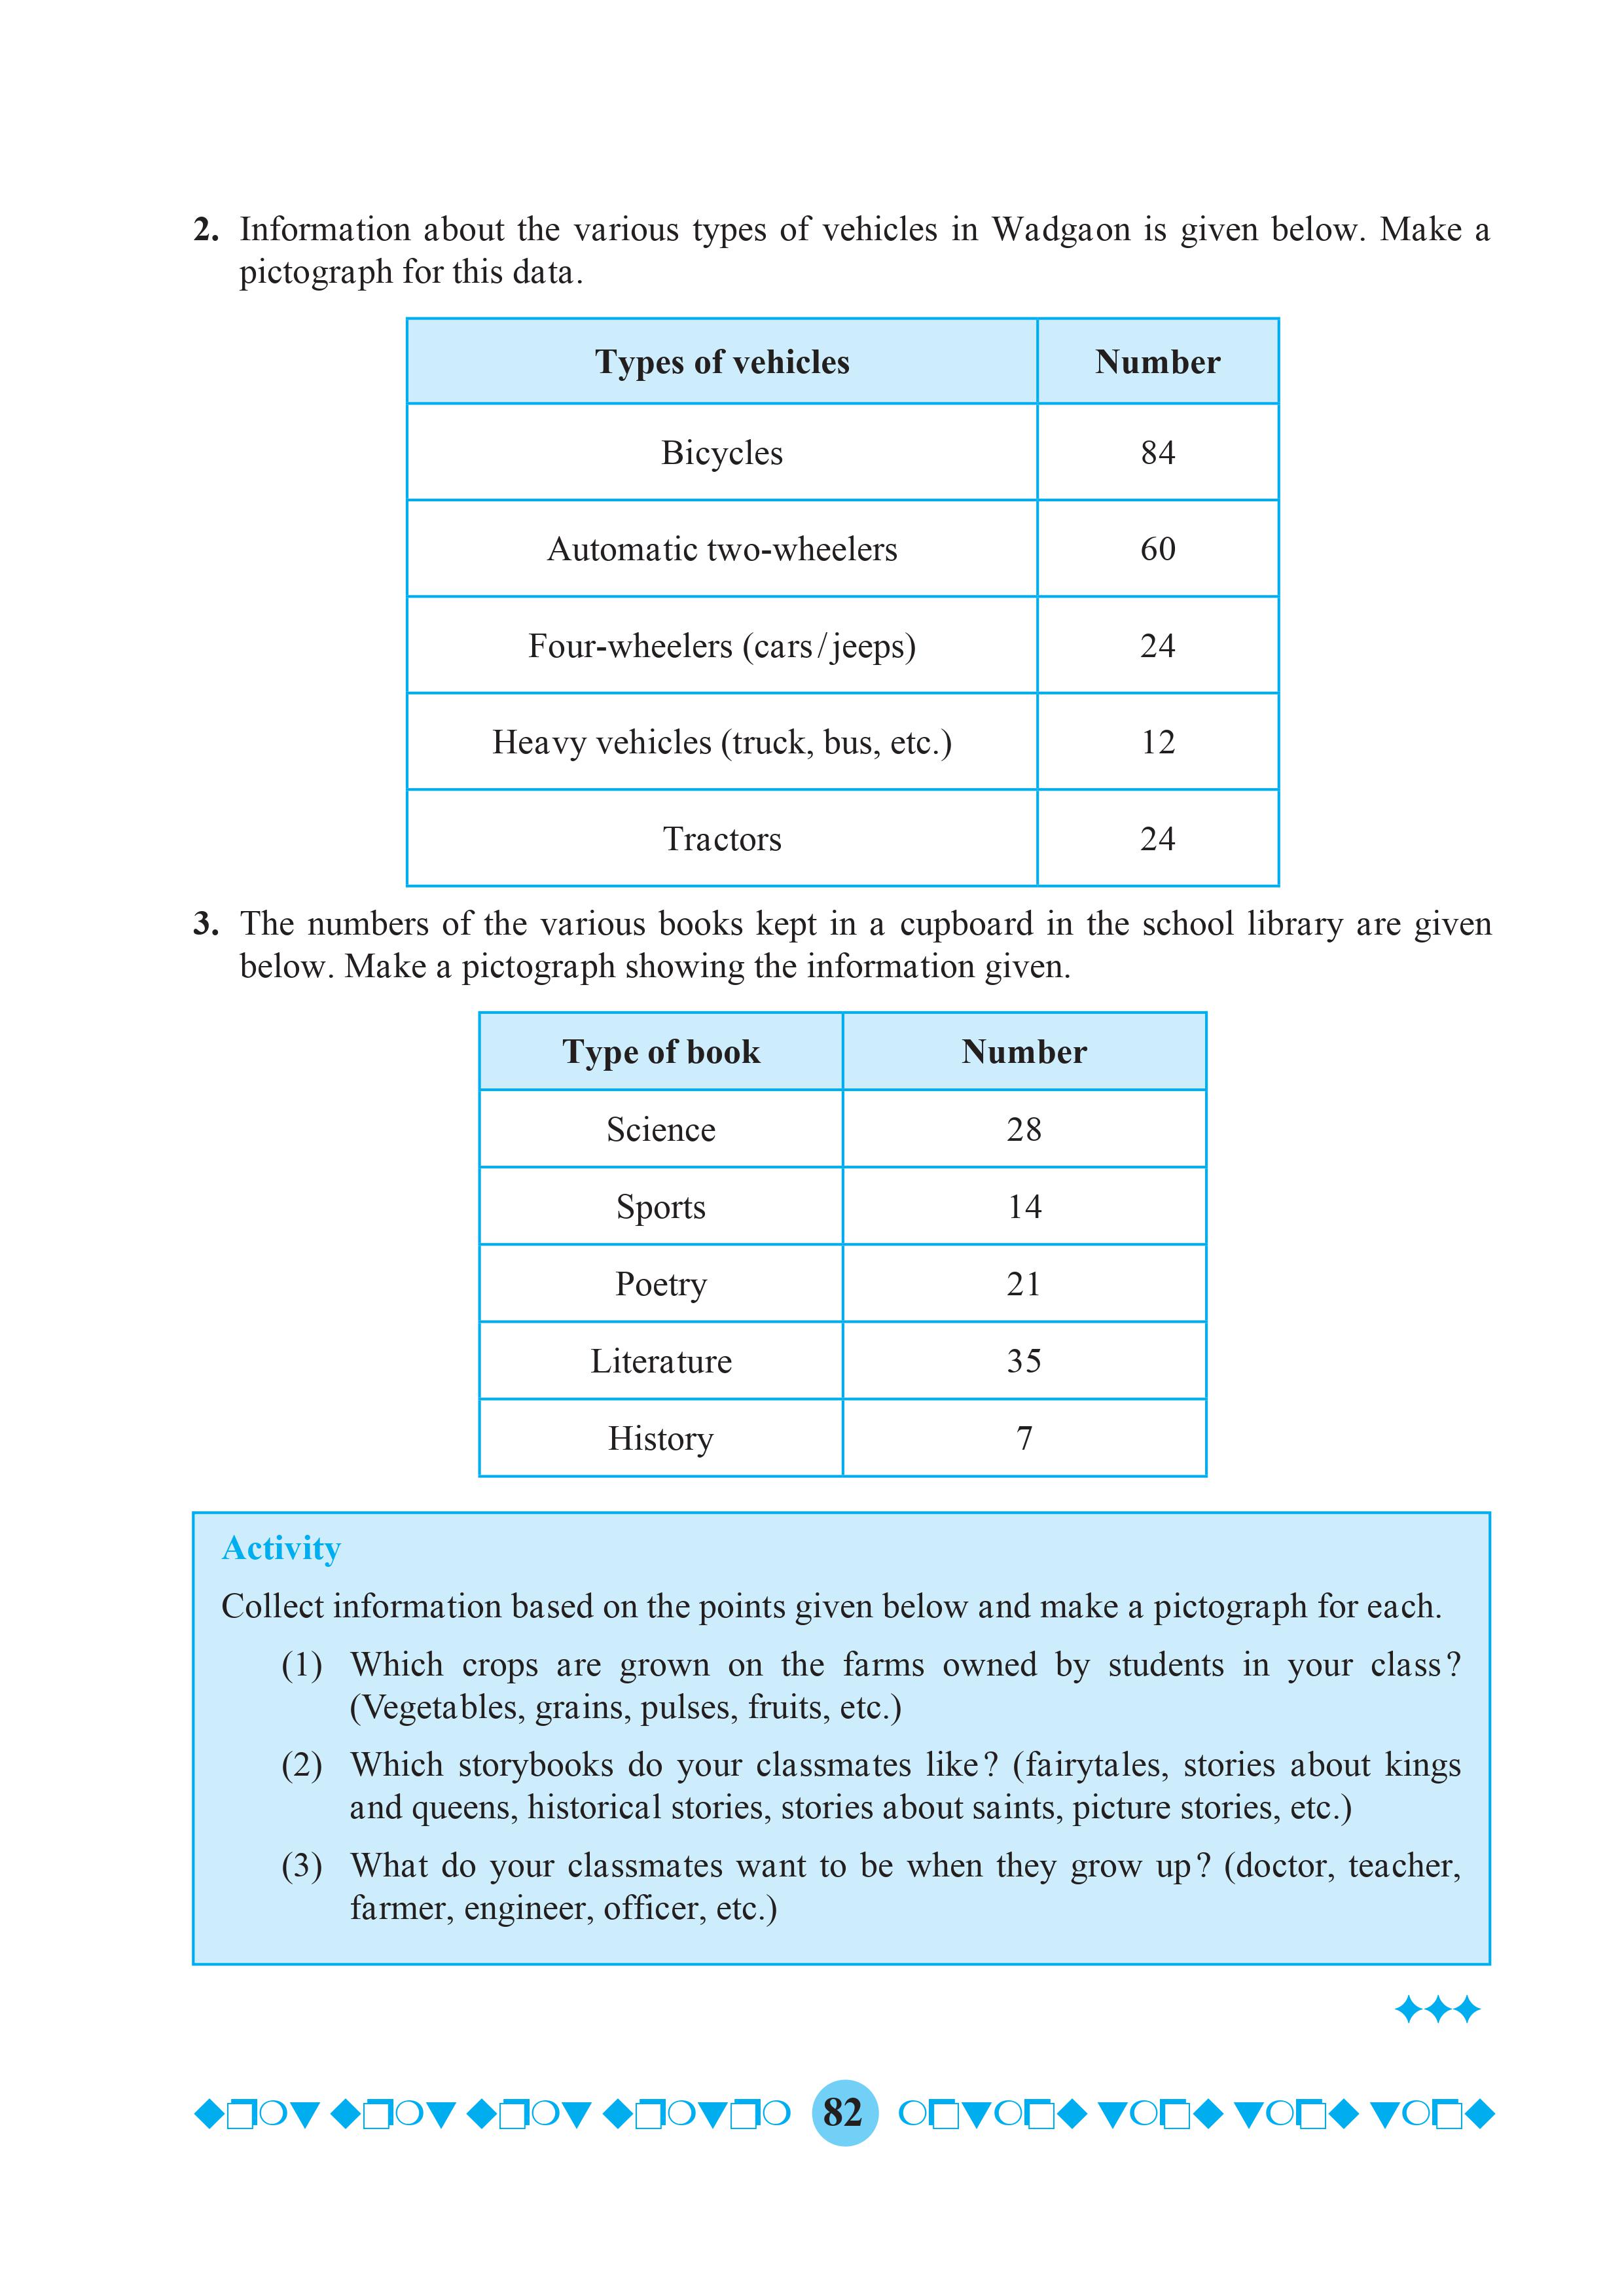 2. Information about the various types of vehicles in Wadgaon is given below. Make a
pictograph for this data.
Types of vehicles Number
Bicycles 84
Automatic two-wheelers 60
Four-wheelers (cars/jeeps) 24
Heavy vehicles (truck, bus, etc.) 12
Tractors 24
3. The numbers of the various books kept in a cupboard in the school library are given
below. Make a pictograph showing the information given.
Type of book Number
Science 28
Sports 14
Poetry 21
Literature 35
History 7
Activity
Collect information based on the points given below and make a pictograph for each.
(1) Which crops are grown on the farms owned by students in your class?
(Vegetables, grains, pulses, fruits, etc.)
(2) Which storybooks do your classmates like? (fairytales, stories about kings
and queens, historical stories, stories about saints, picture stories, etc.)
(3) What do your classmates want to be when they grow up? (doctor, teacher,
farmer, engineer, officer, etc.)
82